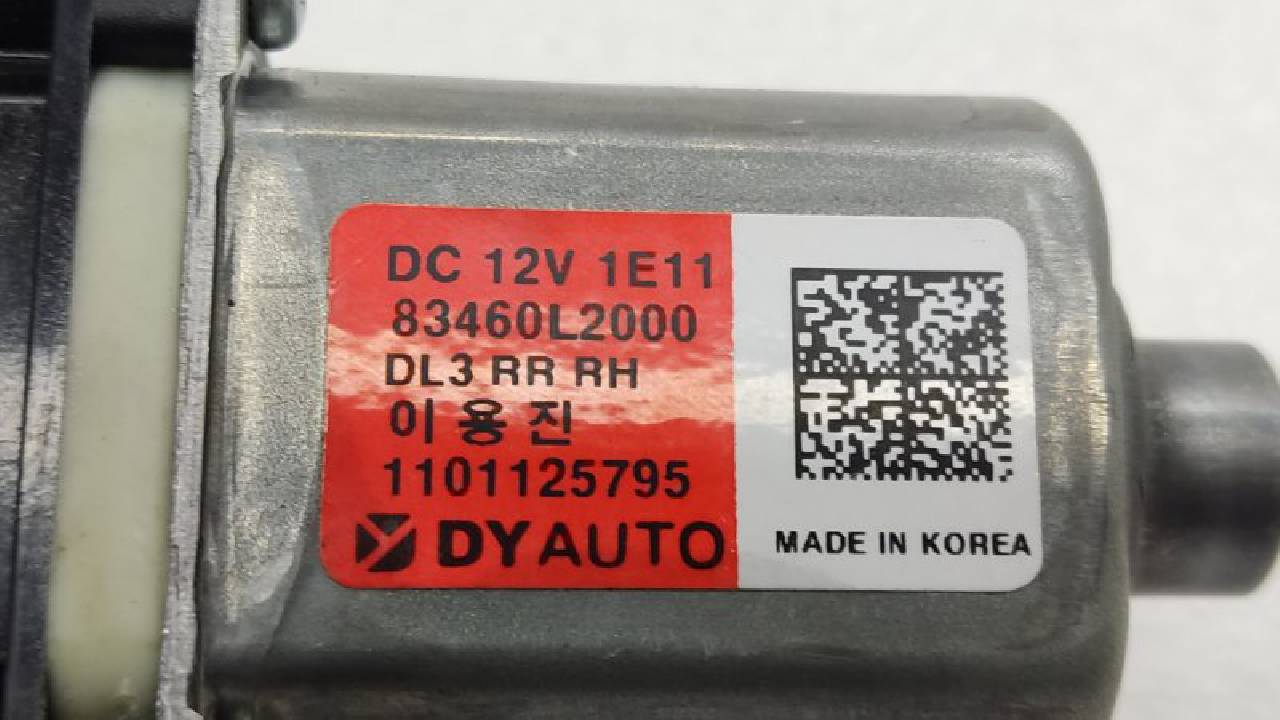 DC 12V 1E11
83460L2000
DL3 RR RH
이용진
1101125795
DYAUTO
MADE IN KOREA